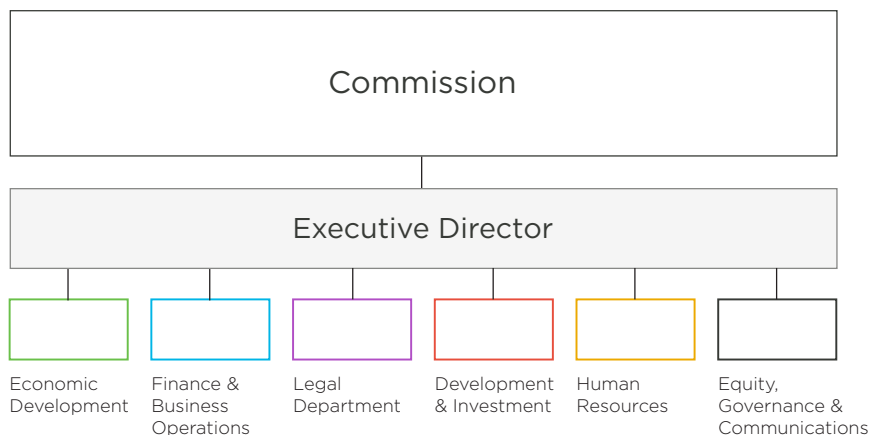 Commission
Executive Director
Economic
Development
Finance &
Business
Operations
Legal
Department
Development
& Investment
Human
Resources
Equity,
Governance &
Communications